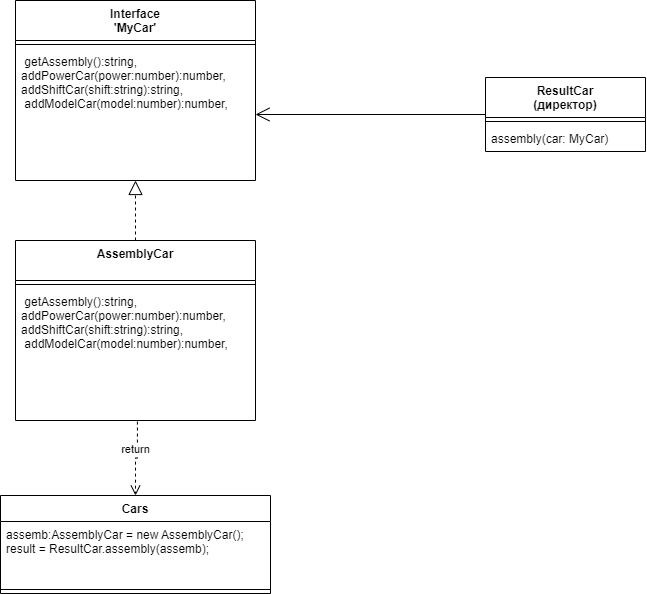 Interface
'MyCar'
getAssembly():string,
addPowerCar(power:number):number,
addShiftCar(shift:string):string,
addModelCar(model:number):number,
ResultCar
(директор)
assembly(car: MyCar)
AssemblyCar
getAssembly():string,
addPowerCar(power:number):number,
addShiftCar(shift:string):string,
addModelCar(model:number):number,
return
Cars
assemb:AssemblyCar = new AssemblyCar();
result = ResultCar.assembly(assemb);